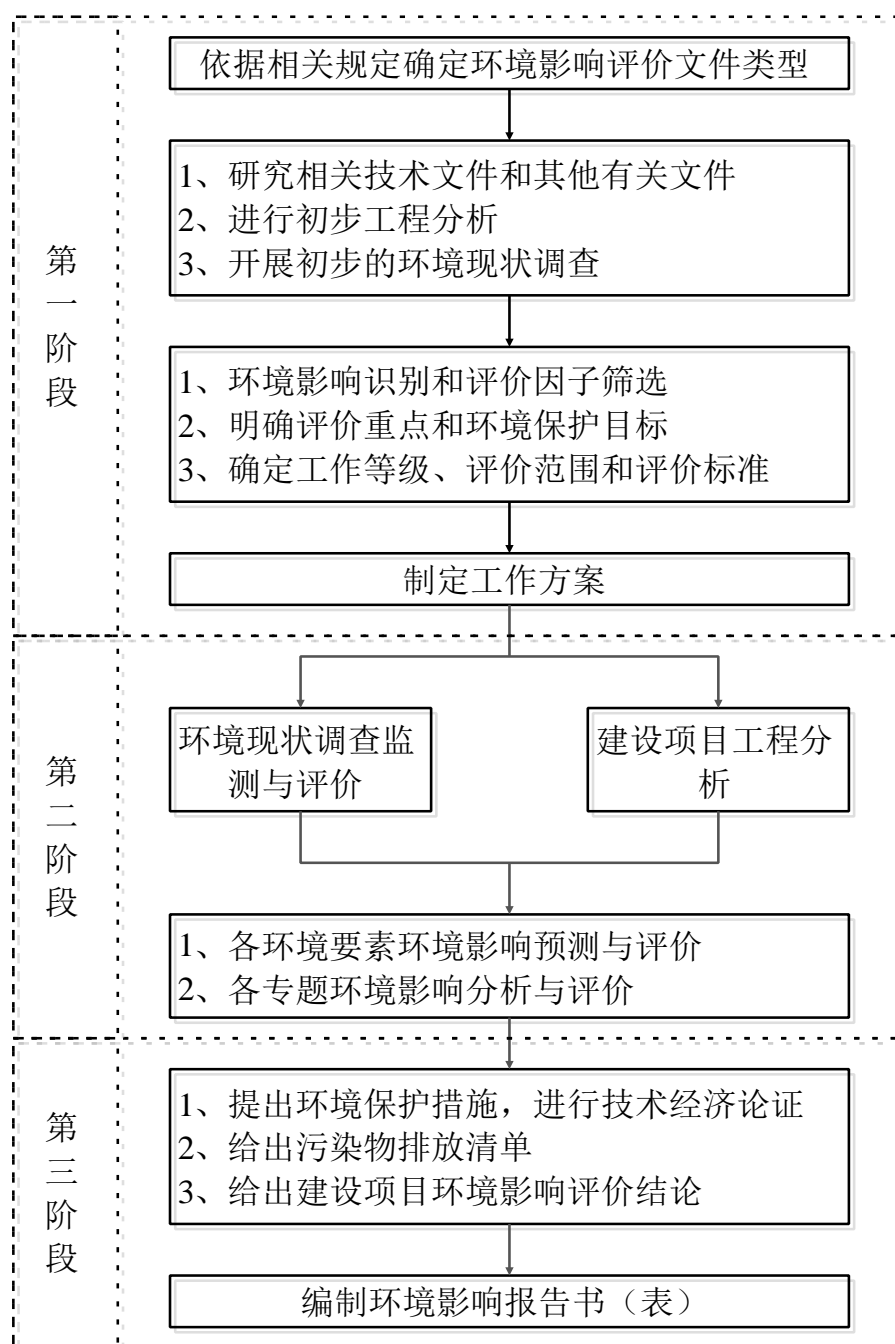 依据相关规定确定环境影响评价文件类型
第一阶段
1、研究相关技术文件和其他有关文件
2、进行初步工程分析
3、开展初步的环境现状调查
1、环境影响识别和评价因子筛选
2、明确评价重点和环境保护目标
3、确定工作等级、评价范围和评价标准
制定工作方案
第二阶段
环境现状调查监
测与评价
建设项目工程分
析
1、各环境要素环境影响预测与评价
2、各专题环境影响分析与评价
第三阶段
1、提出环境保护措施，进行技术经济论证
2、给出污染物排放清单
3、给出建设项目环境影响评价结论
编制环境影响报告书（表）